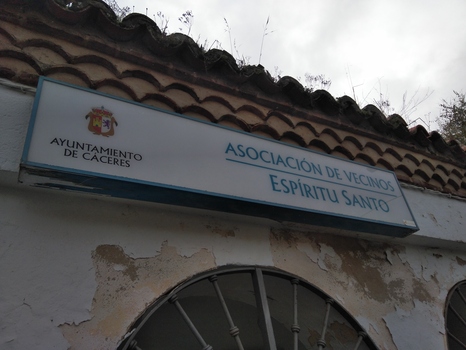 AYUNTAMIENTO
DE CÁCERES
ASOCIACIÓN DE VECINOS
ESPÍRITU SANTO